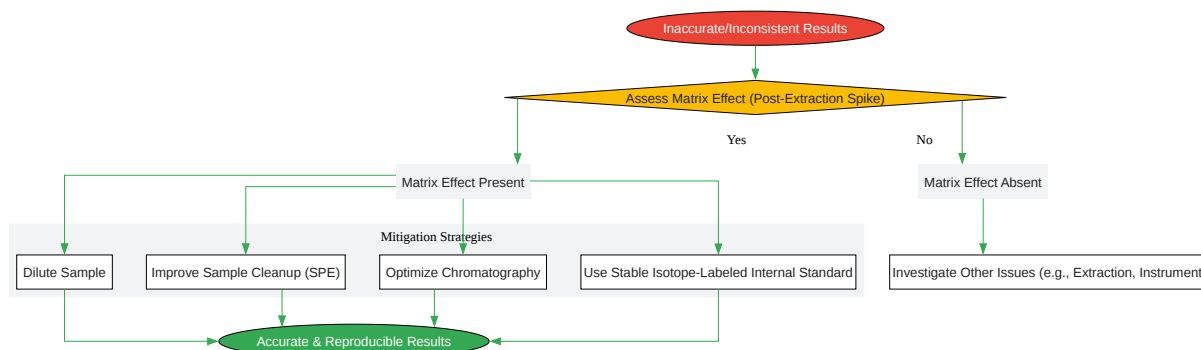 Inaccurate/Inconsistent Results
Assess Matrix Effect (Post-Extraction Spike)
Yes
No
Matrix Effect Present
Matrix Effect Absent
Mitigation Strategies
Dilute Sample
Improve Sample Cleanup (SPE)
Optimize Chromatography
Use Stable Isotope-Labeled Internal Standard
Investigate Other Issues (e.g., Extraction, Instrument
Accurate & Reproducible Results